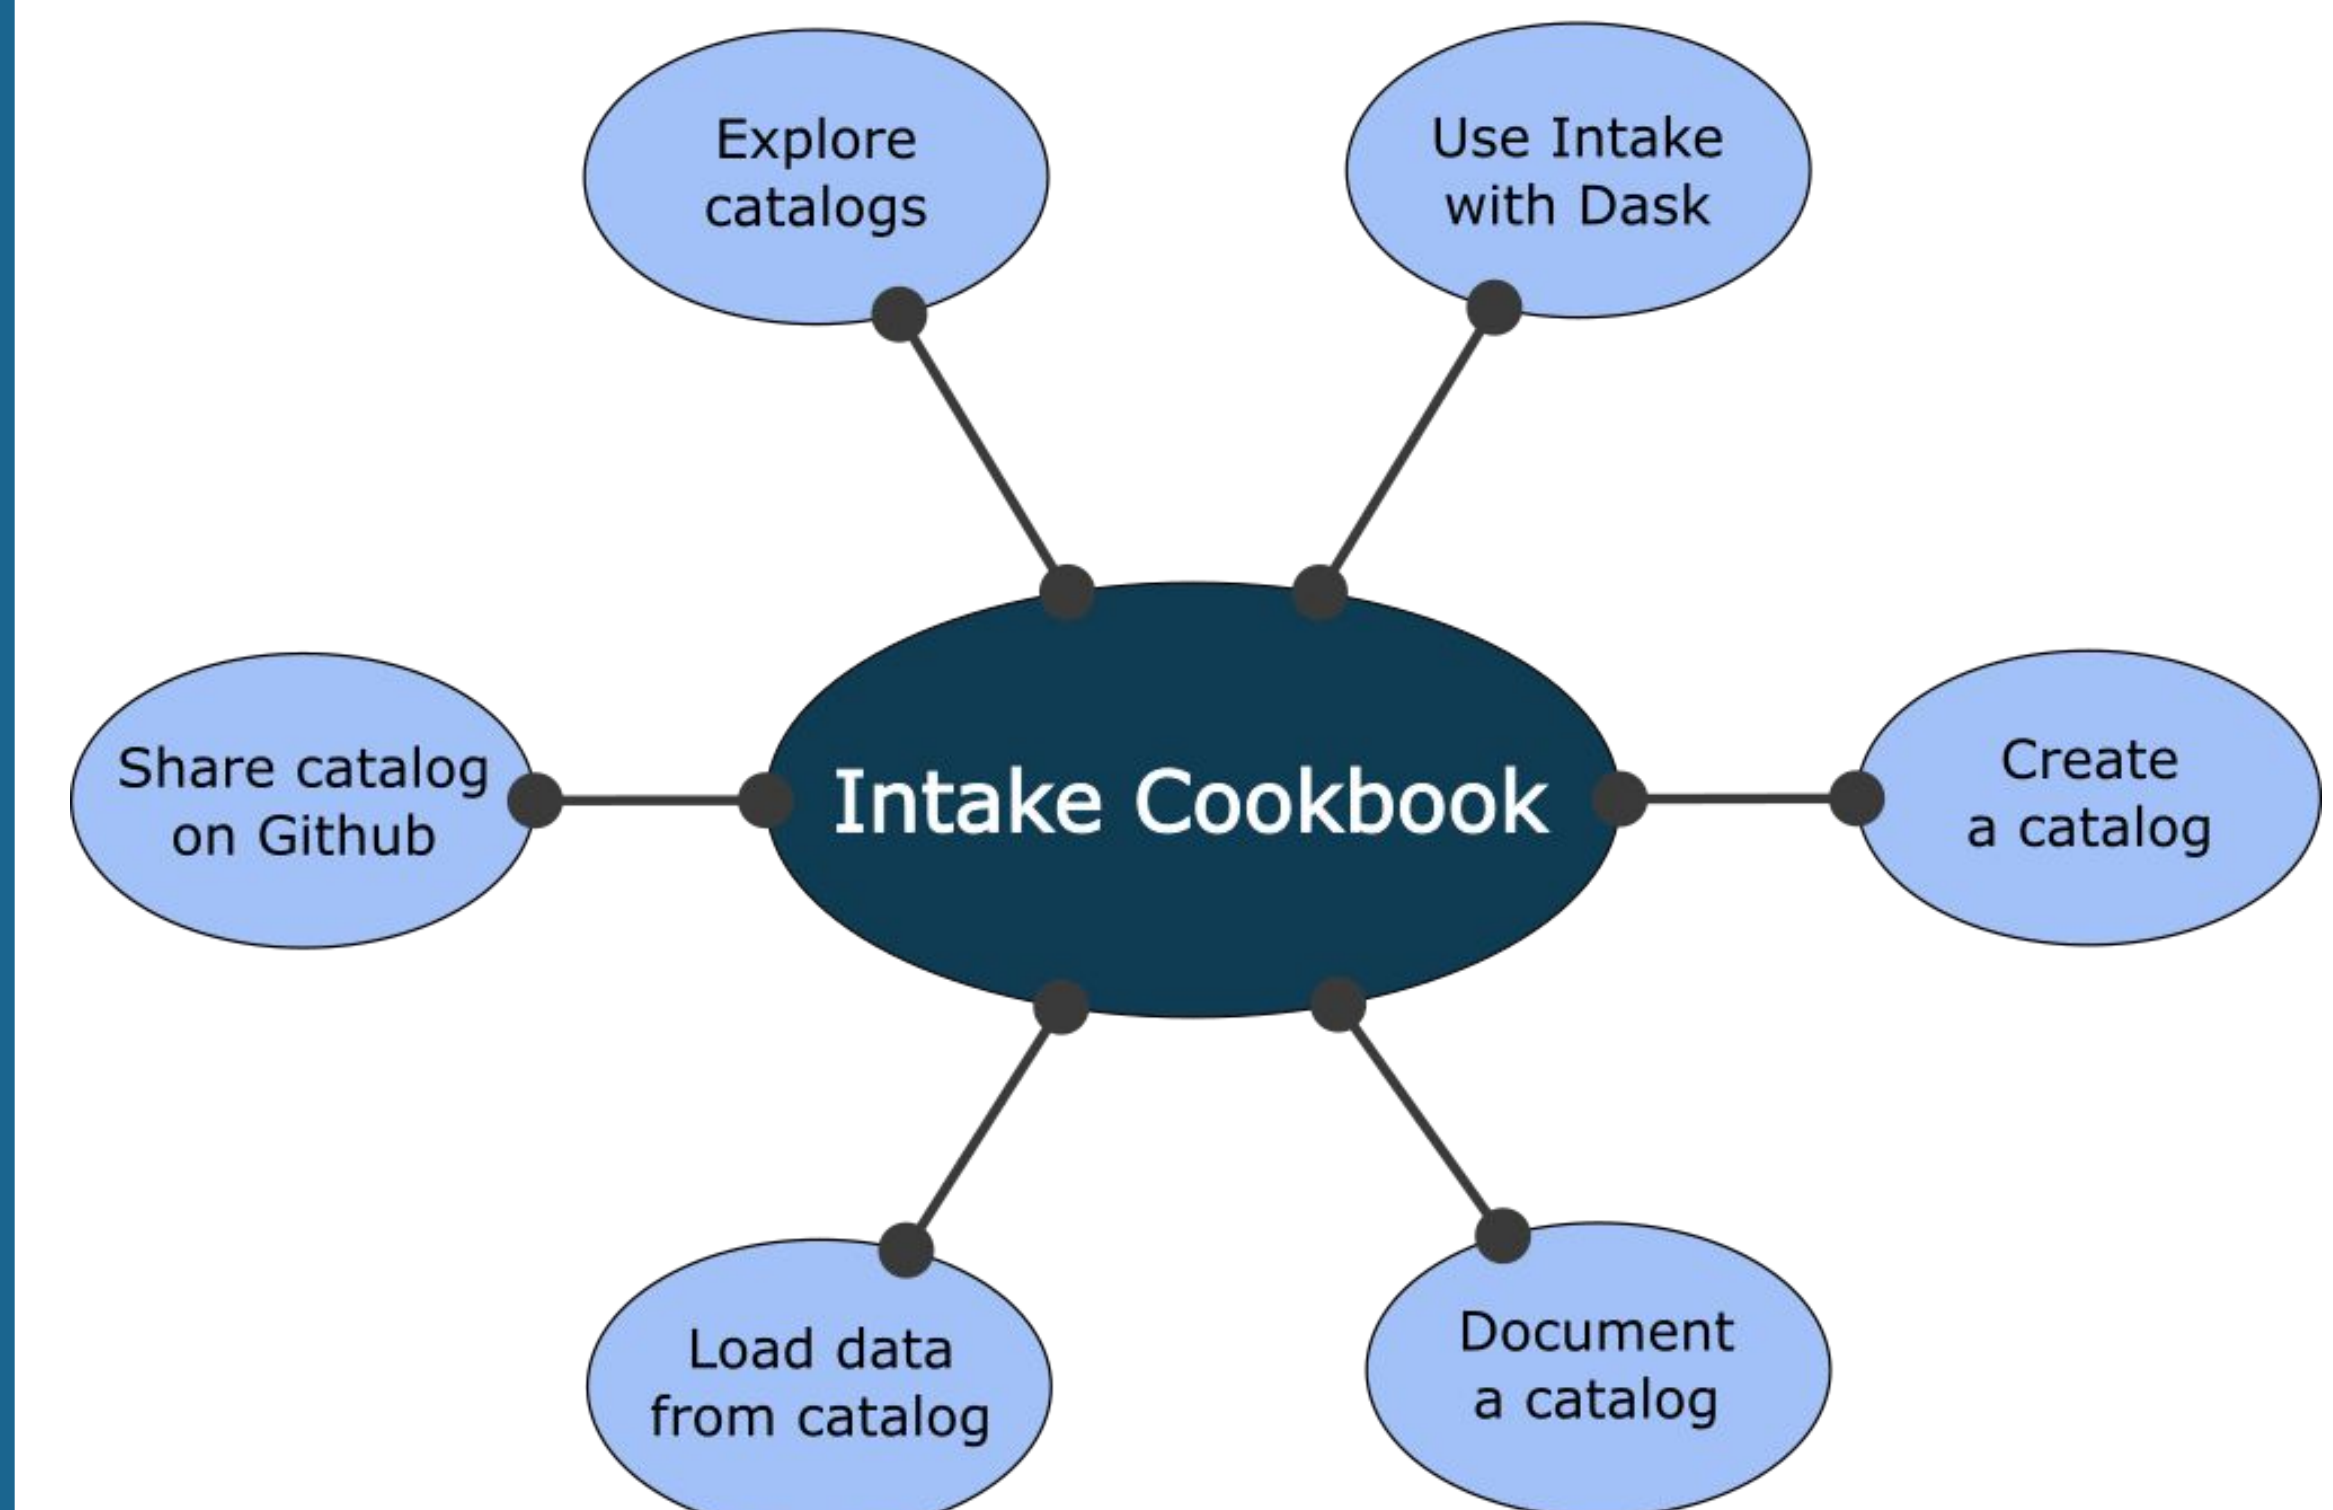 Explore
catalogs
Use Intake
with Dask
Share catalog
on Github
Intake Cookbook
Create
a catalog
Load data
from catalog
Document
a catalog